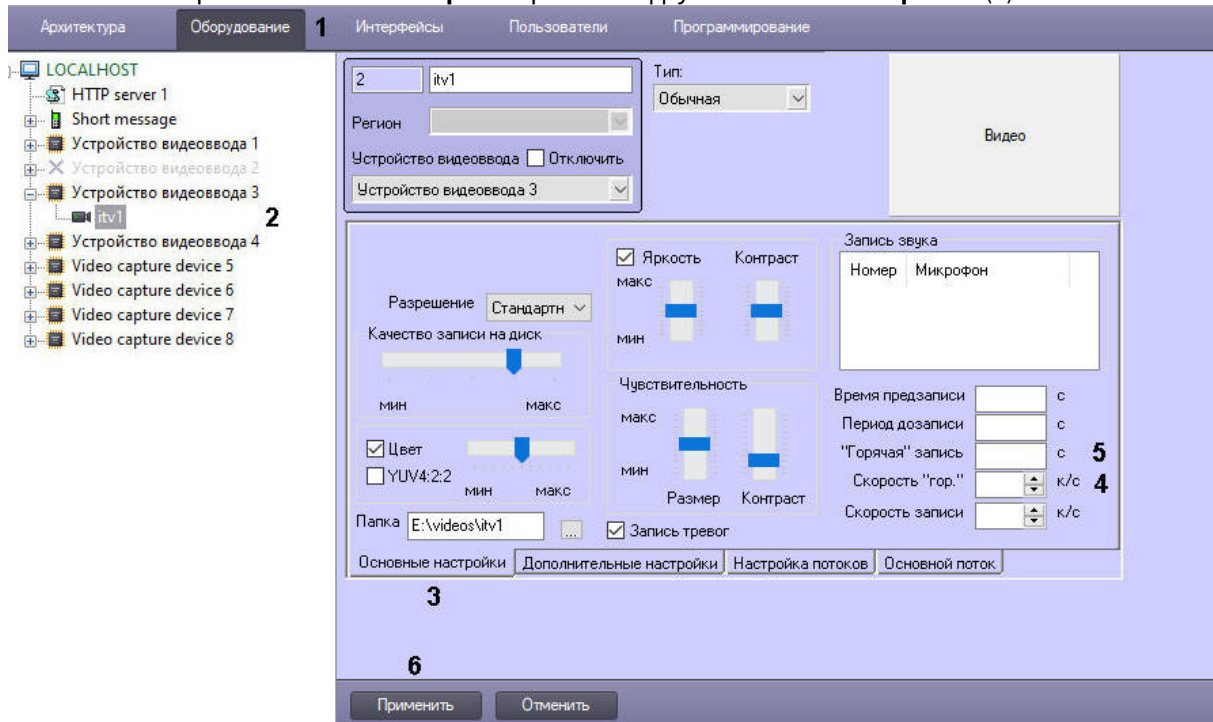 Архитектура Оборудование 1 Интерфейсы Пользователи Программирование
LOCALHOST
HTTP server 1
Short message
Устройство видеоввода 1
Устройство видеоввода 2
Устройство видеоввода 3
itv1 2
Устройство видеоввода 4
Video capture device 5
Video capture device 6
Video capture device 7
Video capture device 8
2 itv1
Регион
Устройство видеоввода Отключить
Устройство видеоввода 3
Тип:
Обычная
Видео
Разрешение Стандартн
Качество записи на диск
мин макс
Цвет
YUV4:2:2
мин макс
Папка E:\videos\itv1 ...
Яркость Контраст
макс
мин
Чувствительность
макс
мин
Размер Контраст
Запись тревог
Запись звука
Номер Микрофон
Время предзаписи с
Период дозаписи с
"Горячая" запись с 5
Скорость "гор." к/с 4
Скорость записи к/с
Основные настройки Дополнительные настройки Настройка потоков Основной поток
3
6
Применить Отменить